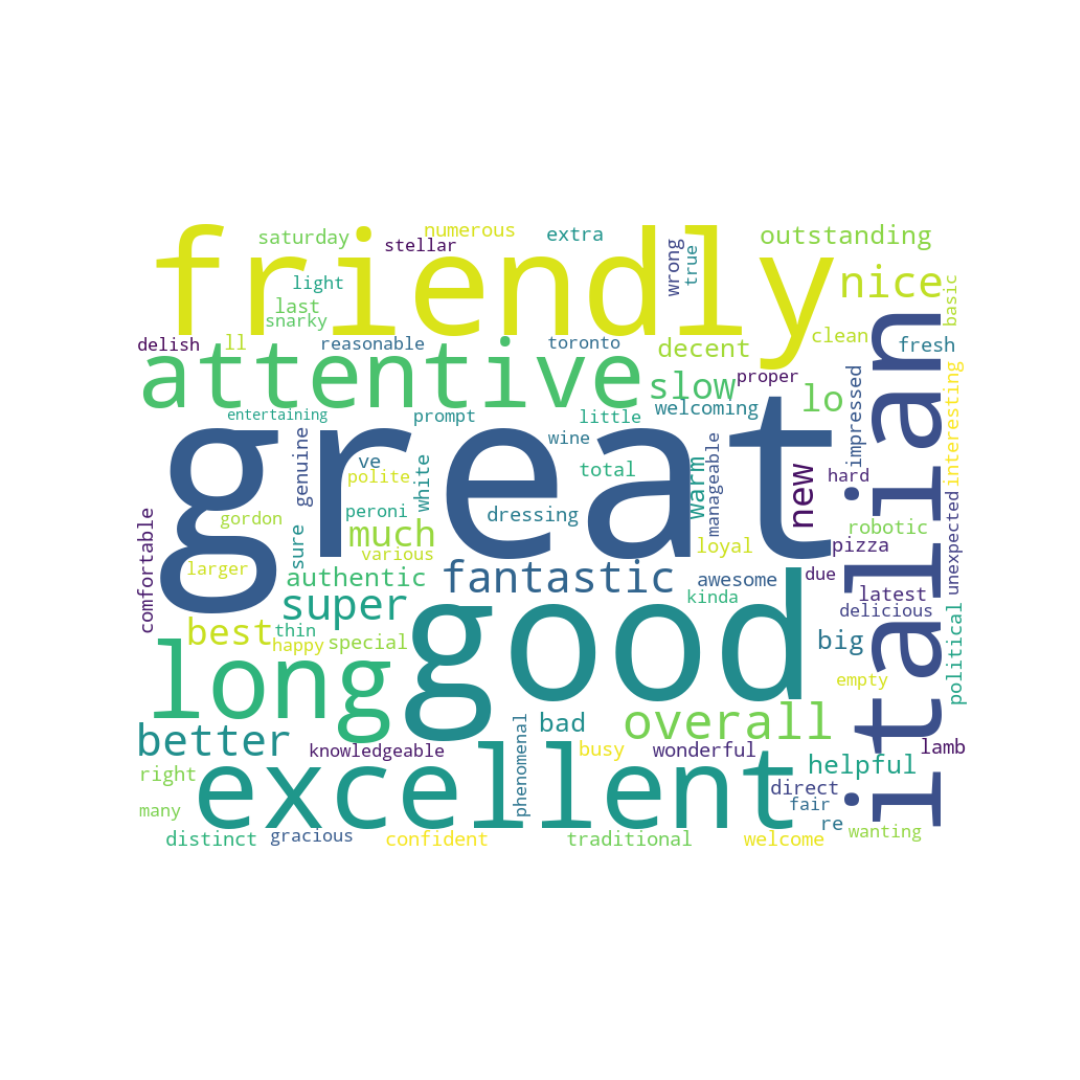 friendly
numerous
saturday
stellar
extra
outstanding
wrong
true
nice
light
last
snarky
basic
delish
ll
reasonable
toronto
decent
clean
fresh
italian
attentive
slow
proper
lo
impressed
interesting
entertaining
prompt
little
welcoming
great
genuine
ve
polite
white
wine
total
warm
manageable
new
hard
unexpected
comfortable
gordon
sure
peroni
much
various
dressing
loyal
robotic
pizza
larger
authentic
fantastic
awesome
kinda
due
latest
delicious
super
good
best
thin
happy
special
long
big
political
empty
better
knowledgeable
phenomenal
bad
overall
busy
wonderful
helpful
lamb
right
excellent
direct
fair
many
re
wanting
distinct
gracious
confident
traditional
welcome